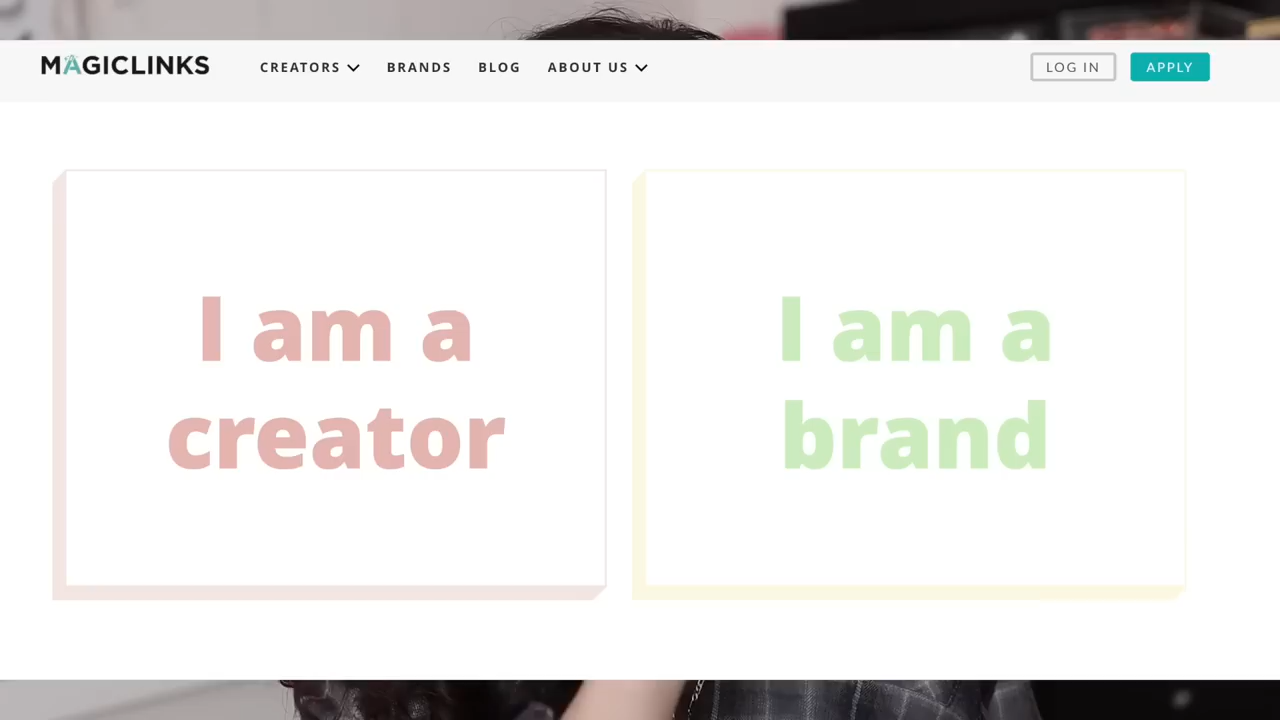 MAGICLINKS CREATORS BRANDS BLOG ABOUT US LOG IN APPLY
I am a
creator
I am a
brand